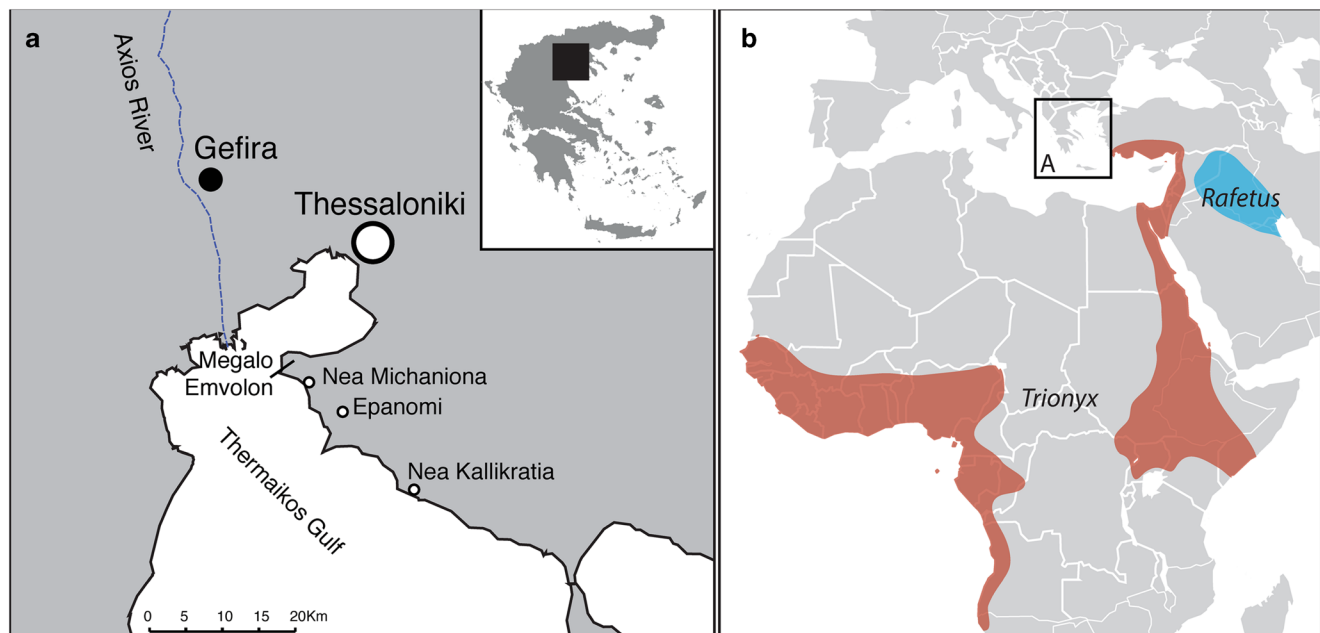 a
Axios River
Gefira
Thessaloniki
Megalo
Emvolon
Nea Michaniona
Epanomi
Nea Kallikratia
Thermaikos Gulf
0 5 10 15 20Km
b
A
Rafetus
Trionyx